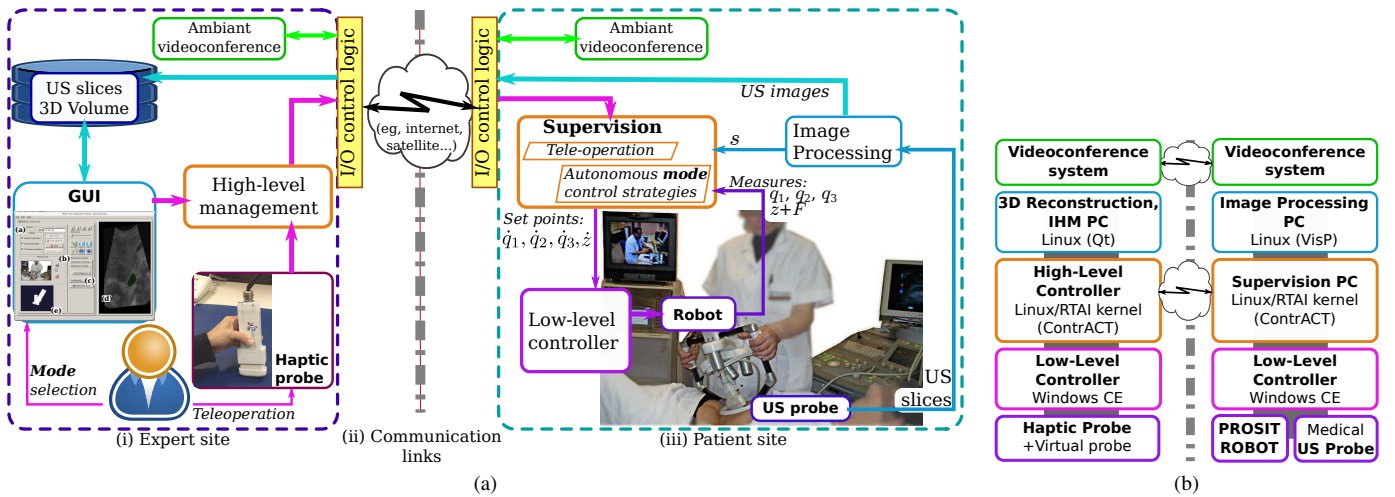 Ambiant
videoconference
US slices
3D Volume
GUI
(a)
(b)
(c)
(d)
(e)
High-level
management
Haptic
probe
Mode
selection
Teleoperation
(i) Expert site
I/O control logic
(eg, internet,
satellite...)
(ii) Communication
links
I/O control logic
Ambiant
videoconference
US images
Supervision
Tele-operation
Autonomous mode
control strategies
s
Image
Processing
Measures:
q₁, q₂, q₃
z+F
Set points:
q̇₁, q̇₂, q̇₃, ż
Low-level
controller
Robot
US probe
US
slices
(iii) Patient site
(a)
Videoconference
system
Videoconference
system
3D Reconstruction,
IHM PC
Linux (Qt)
Image Processing
PC
Linux (VisP)
High-Level
Controller
Linux/RTAI kernel
(ContrACT)
Supervision PC
Linux/RTAI kernel
(ContrACT)
Low-Level
Controller
Windows CE
Low-Level
Controller
Windows CE
Haptic Probe
+Virtual probe
PROSIT
ROBOT
Medical
US Probe
(b)